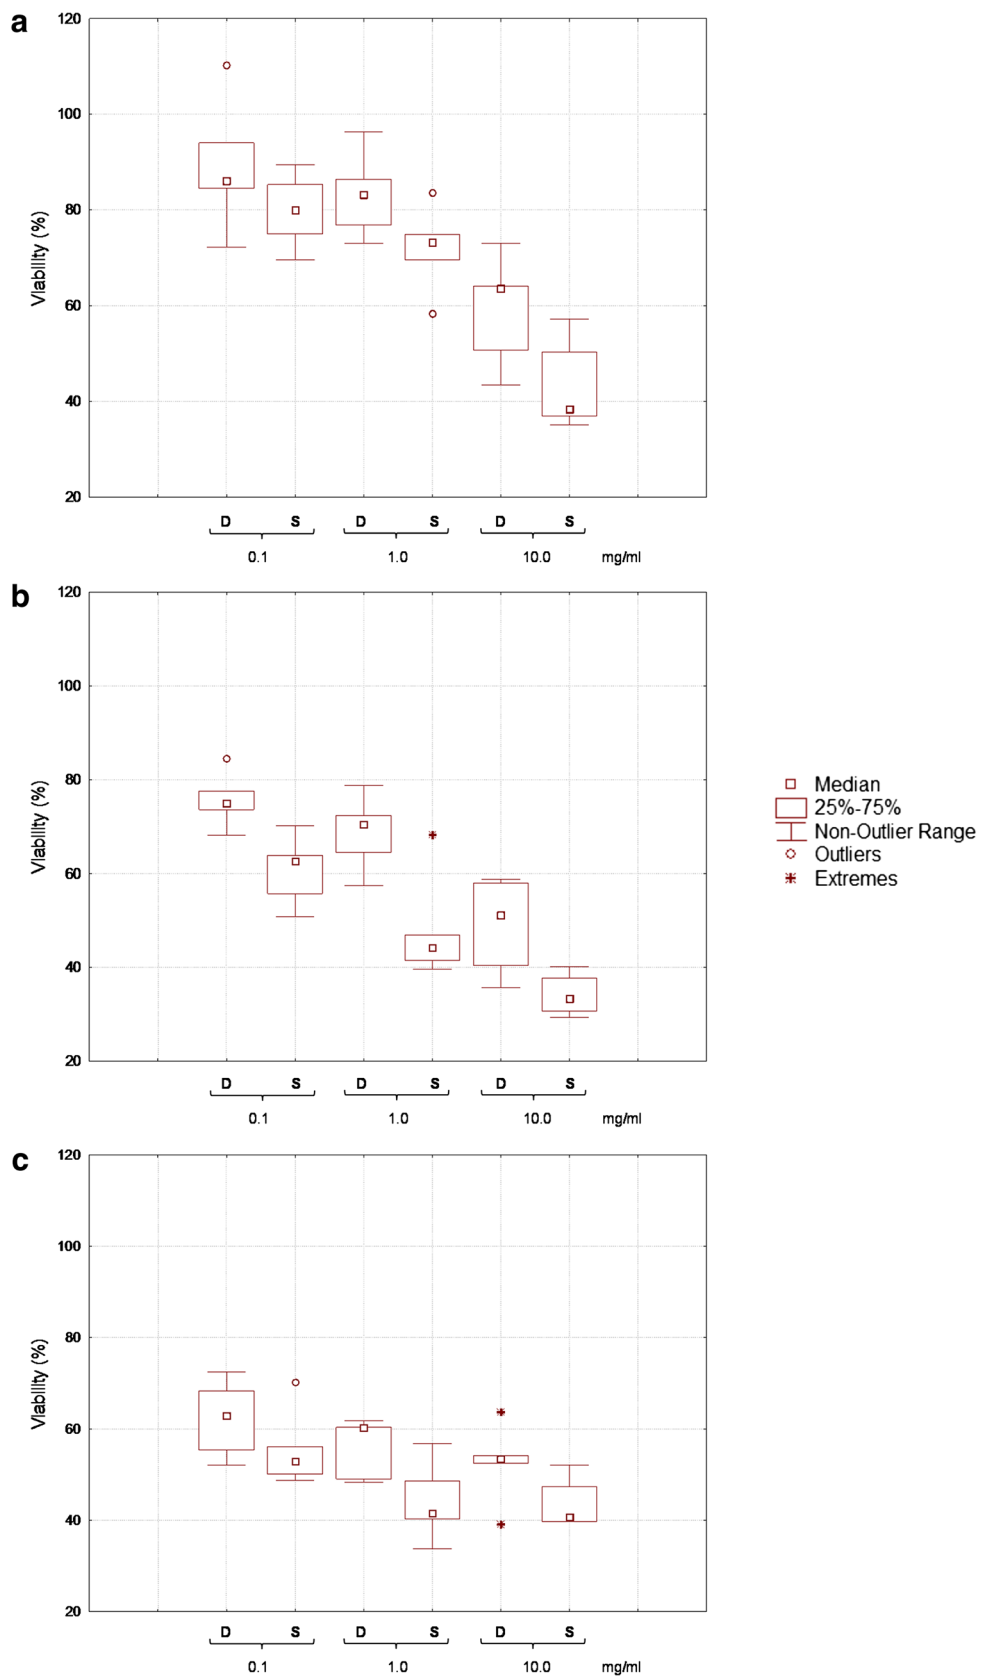 a
120
100
80
60
40
20
Viability (%)
D S D S D S
0.1 1.0 10.0 mg/ml
b
120
100
80
60
40
20
Viability (%)
D S D S D S
0.1 1.0 10.0 mg/ml
Median
25%-75%
Non-Outlier Range
Outliers
Extremes
c
120
100
80
60
40
20
Viability (%)
D S D S D S
0.1 1.0 10.0 mg/ml